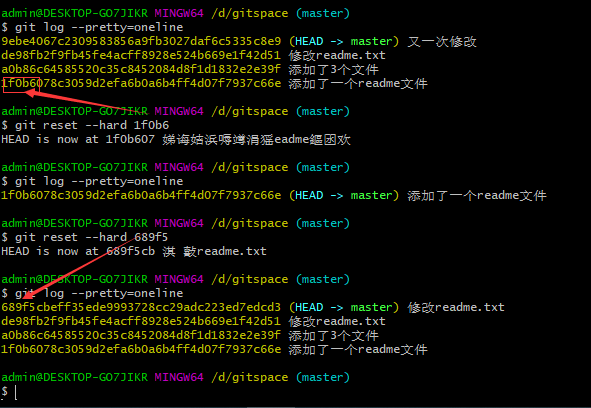 admin@DESKTOP-GO7JIKR MINGW64 /d/gitspace (master)
$ git log --pretty=oneline
9ebe4067c2309583856a9fb3027daf6c5335c8e9 (HEAD -> master) 又一次修改
de98fb2f9fb45fe4acff8928e524b669e1f42d51 修改readme.txt
a0b86c64585520c35c8452084d8f1d1832e2e39f 添加了3个文件
1f0b6078c3059d2efa6b0a6b4ff4d07f7937c66e 添加了一个readme文件
admin@DESKTOP-GO7JIKR MINGW64 /d/gitspace (master)
$ git reset --hard 1f0b6
HEAD is now at 1f0b607 娣诲姞浜嗕竴涓猺eadme鏂囦欢
admin@DESKTOP-GO7JIKR MINGW64 /d/gitspace (master)
$ git log --pretty=oneline
1f0b6078c3059d2efa6b0a6b4ff4d07f7937c66e (HEAD -> master) 添加了一个readme文件
admin@DESKTOP-GO7JIKR MINGW64 /d/gitspace (master)
$ git reset --hard 689f5
HEAD is now at 689f5cb 淇 敼readme.txt
admin@DESKTOP-GO7JIKR MINGW64 /d/gitspace (master)
$ git log --pretty=oneline
689f5cbeff35ede9993728cc29adc223ed7edcd3 (HEAD -> master) 修改readme.txt
de98fb2f9fb45fe4acff8928e524b669e1f42d51 修改readme.txt
a0b86c64585520c35c8452084d8f1d1832e2e39f 添加了3个文件
1f0b6078c3059d2efa6b0a6b4ff4d07f7937c66e 添加了一个readme文件
admin@DESKTOP-GO7JIKR MINGW64 /d/gitspace (master)
$